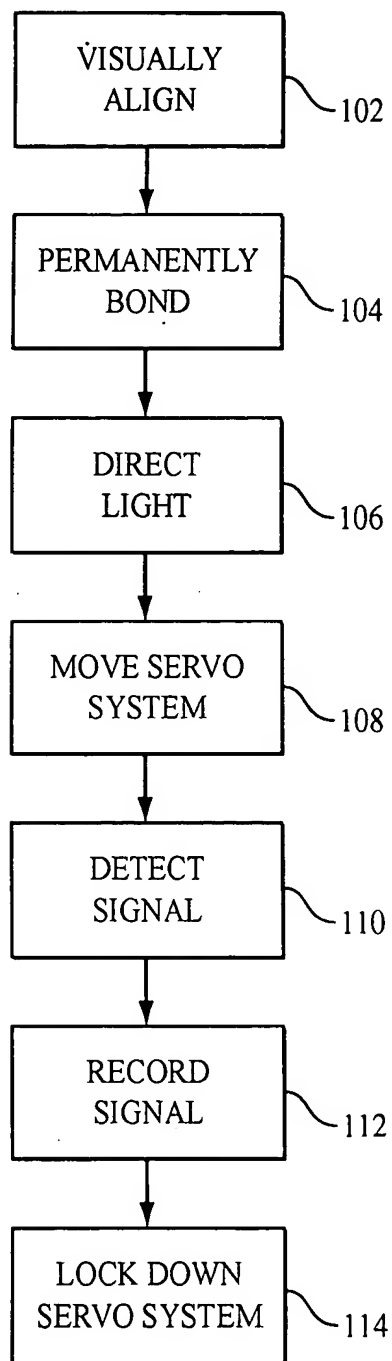 VISUALLY
ALIGN
102
PERMANENTLY
BOND
104
DIRECT
LIGHT
106
MOVE SERVO
SYSTEM
108
DETECT
SIGNAL
110
RECORD
SIGNAL
112
LOCK DOWN
SERVO SYSTEM
114